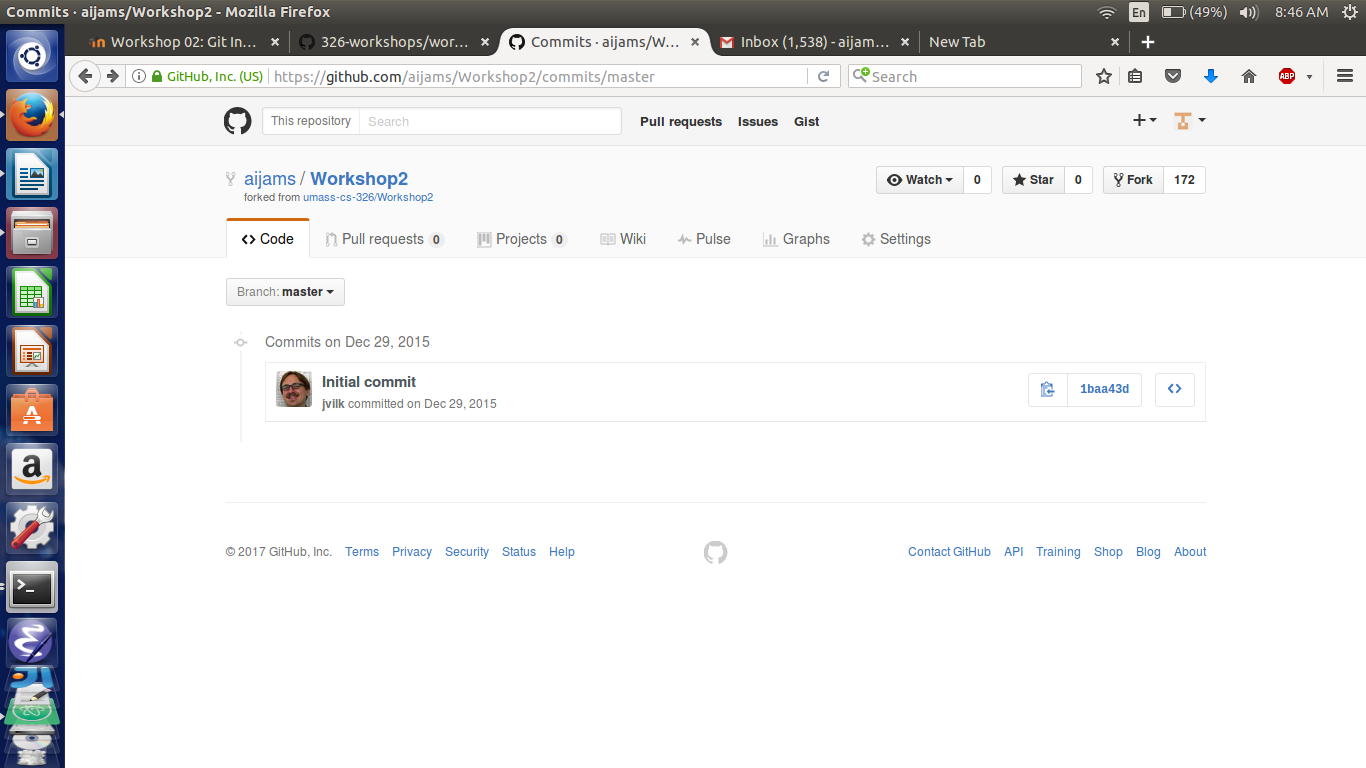 Commits · aijams/Workshop2 - Mozilla Firefox
En (49%) 8:46 AM
Workshop 02: Git In... × 326-workshops/wor... × Commits · aijams/W... × Inbox (1,538) - aijam... × New Tab ×
GitHub, Inc. (US) https://github.com/aijams/Workshop2/commits/master Search ABP
This repository Search Pull requests Issues Gist
aijams / Workshop2 Watch 0 Star 0 Fork 172
forked from umass-cs-326/Workshop2
Code Pull requests 0 Projects 0 Wiki Pulse Graphs Settings
Branch: master
Commits on Dec 29, 2015
Initial commit
1baa43d
jvilk committed on Dec 29, 2015
© 2017 GitHub, Inc. Terms Privacy Security Status Help Contact GitHub API Training Shop Blog About